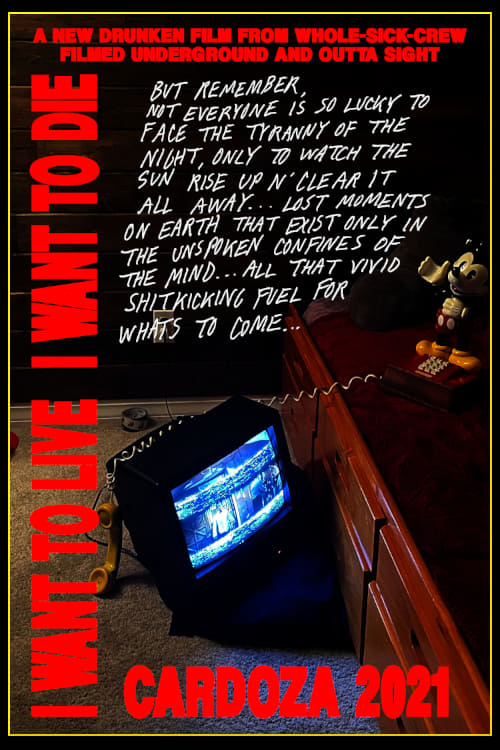 A NEW DRUNKEN FILM FROM WHOLE-SICK-CREW
FILMED UNDERGROUND AND OUTTA SIGHT
I WANT TO LIVE I WANT TO DIE
BUT REMEMBER,
NOT EVERYONE IS SO LUCKY TO
FACE THE TYRANNY OF THE
NIGHT, ONLY TO WATCH THE
SUN RISE UP N' CLEAR IT
ALL AWAY... LOST MOMENTS
ON EARTH THAT EXIST ONLY IN
THE UNSPOKEN CONFINES OF
THE MIND... ALL THAT VIVID
SHITKICKING FUEL FOR
WHATS TO COME...
CARDOZA 2021